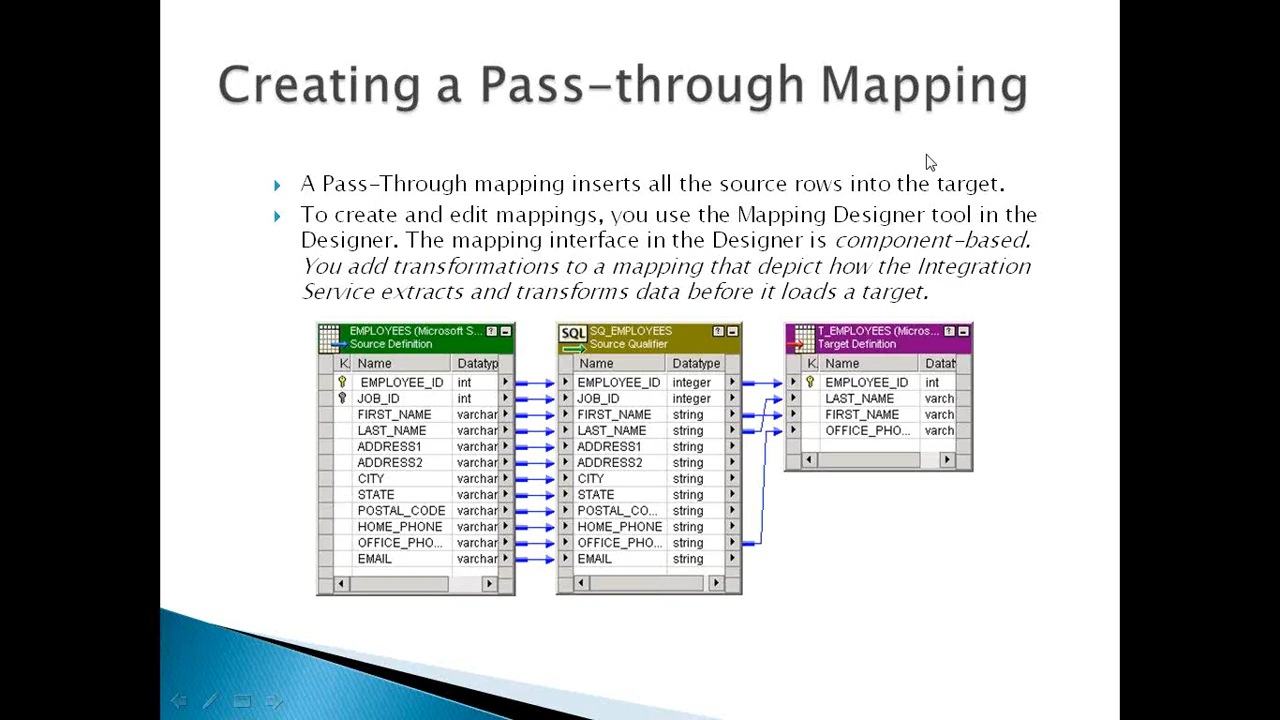 Creating a Pass-through Mapping
A Pass-Through mapping inserts all the source rows into the target.
To create and edit mappings, you use the Mapping Designer tool in the
Designer. The mapping interface in the Designer is component-based.
You add transformations to a mapping that depict how the Integration
Service extracts and transforms data before it loads a target.
EMPLOYEES (Microsoft S...
Source Definition
K Name Datatyp
EMPLOYEE_ID int
JOB_ID int
FIRST_NAME varchar
LAST_NAME varchar
ADDRESS1 varchar
ADDRESS2 varchar
CITY varchar
STATE varchar
POSTAL_CODE varchar
HOME_PHONE varchar
OFFICE_PHO... varchar
EMAIL varchar
SQL SQ_EMPLOYEES
Source Qualifier
Name Datatype
EMPLOYEE_ID integer
JOB_ID integer
FIRST_NAME string
LAST_NAME string
ADDRESS1 string
ADDRESS2 string
CITY string
STATE string
POSTAL_CO... string
HOME_PHONE string
OFFICE_PHO... string
EMAIL string
T_EMPLOYEES (Micros...
Target Definition
K Name Datat
EMPLOYEE_ID int
LAST_NAME varch
FIRST_NAME varch
OFFICE_PHO... varch